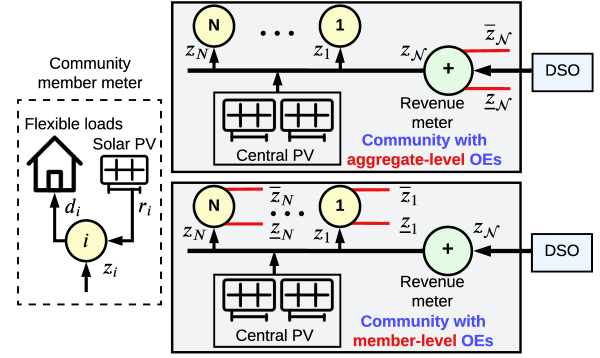 Community
member meter
Flexible loads
Solar PV
d_i
r_i
i
z_i
N
1
z_N
z_1
z_𝒩
z̅_𝒩
z̲_𝒩
+
DSO
Revenue
meter
Central PV
Community with
aggregate-level OEs
N
z̅_N
z̲_N
1
z̅_1
z̲_1
z_N
z_1
z_𝒩
+
DSO
Revenue
meter
Central PV
Community with
member-level OEs